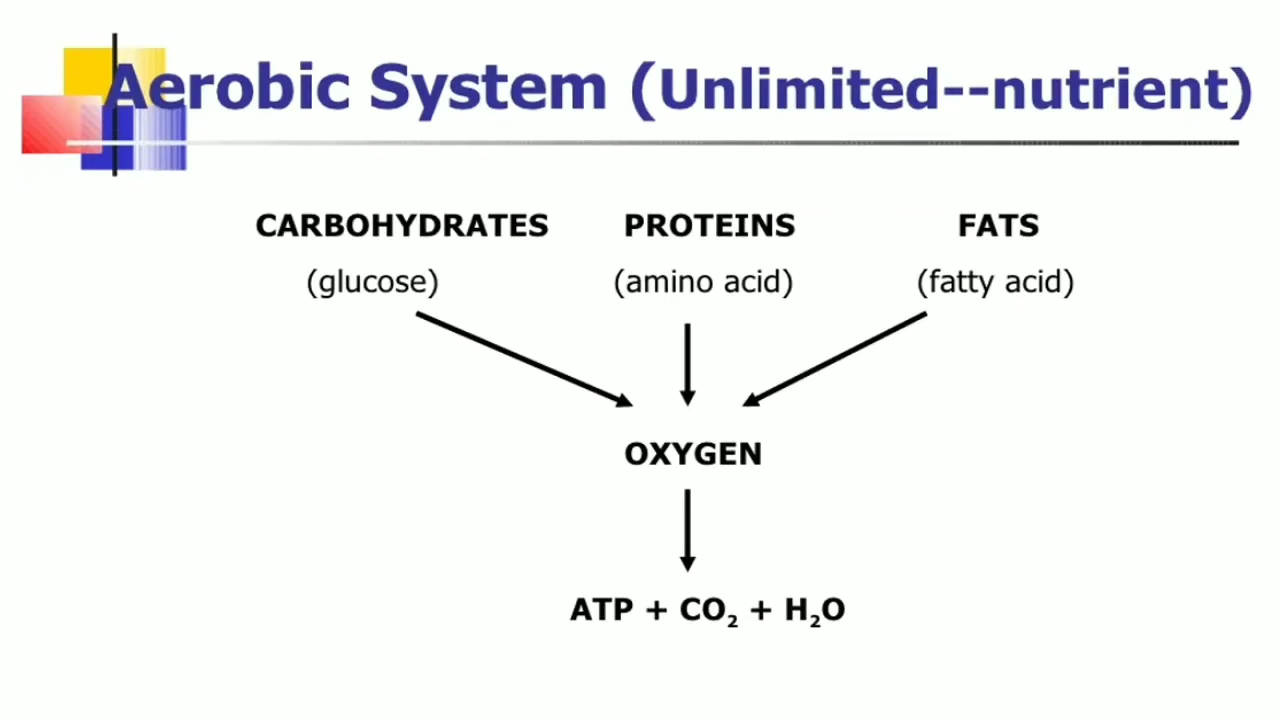 Aerobic System (Unlimited--nutrient)
CARBOHYDRATES PROTEINS FATS
(glucose) (amino acid) (fatty acid)
OXYGEN
ATP + CO₂ + H₂O